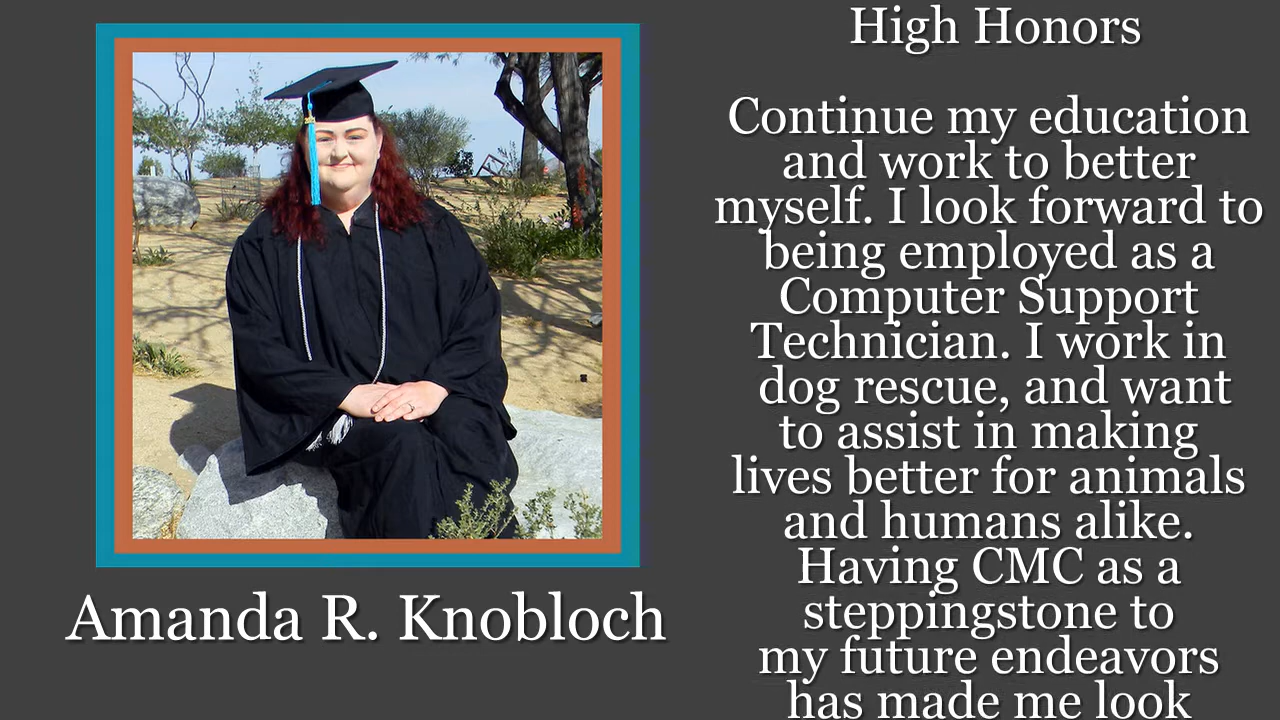 High Honors
Continue my education
and work to better
myself. I look forward to
being employed as a
Computer Support
Technician. I work in
dog rescue, and want
to assist in making
lives better for animals
and humans alike.
Having CMC as a
steppingstone to
my future endeavors
has made me look
Amanda R. Knobloch